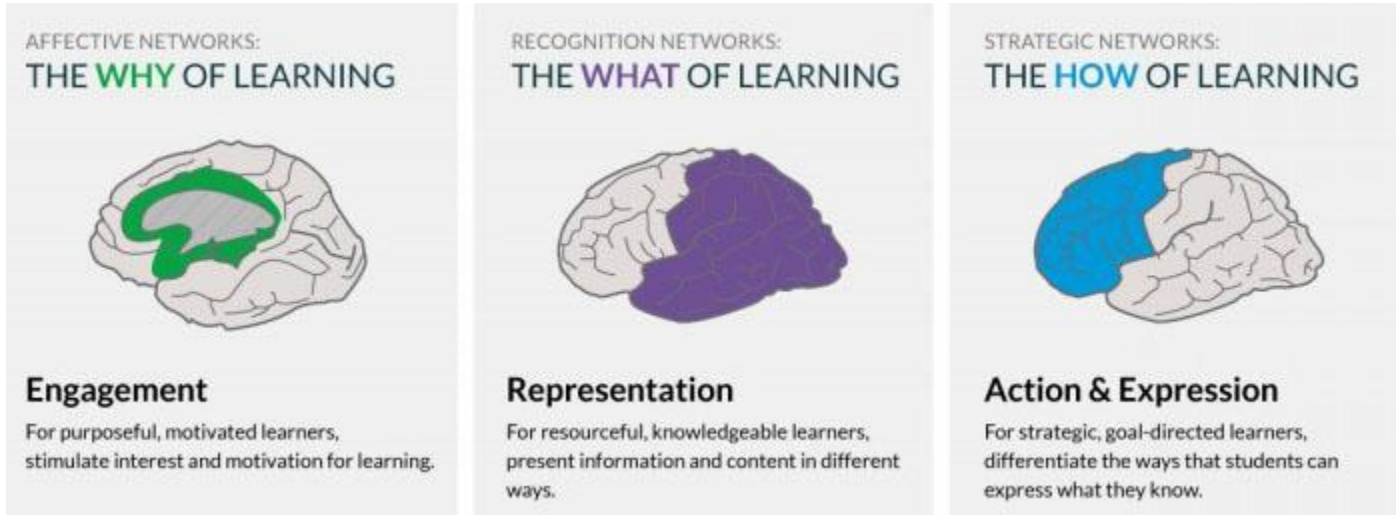 AFFECTIVE NETWORKS:
THE WHY OF LEARNING
Engagement
For purposeful, motivated learners,
stimulate interest and motivation for learning.
RECOGNITION NETWORKS:
THE WHAT OF LEARNING
Representation
For resourceful, knowledgeable learners,
present information and content in different
ways.
STRATEGIC NETWORKS:
THE HOW OF LEARNING
Action & Expression
For strategic, goal-directed learners,
differentiate the ways that students can
express what they know.